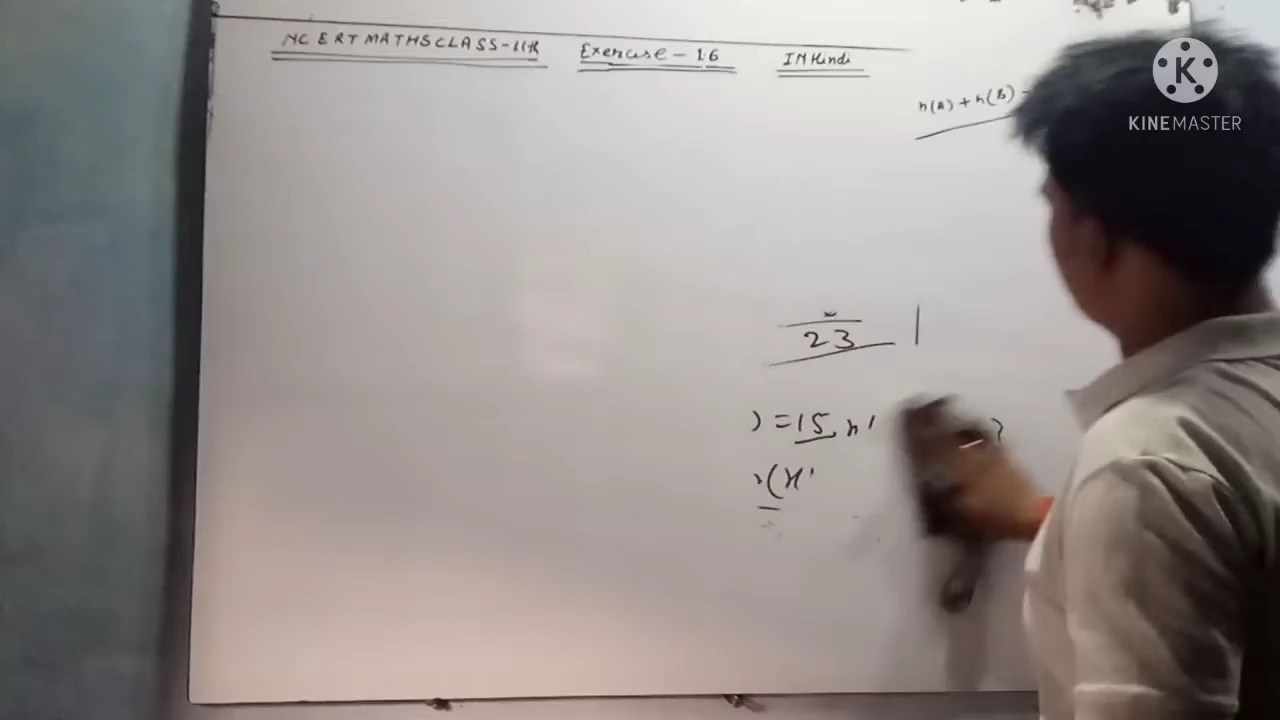 NCERT MATHS CLASS-11th Exercise-1.6 IN Hindi
n(A) + n(B) -
K
KINEMASTER
23
) = 15, n
(x